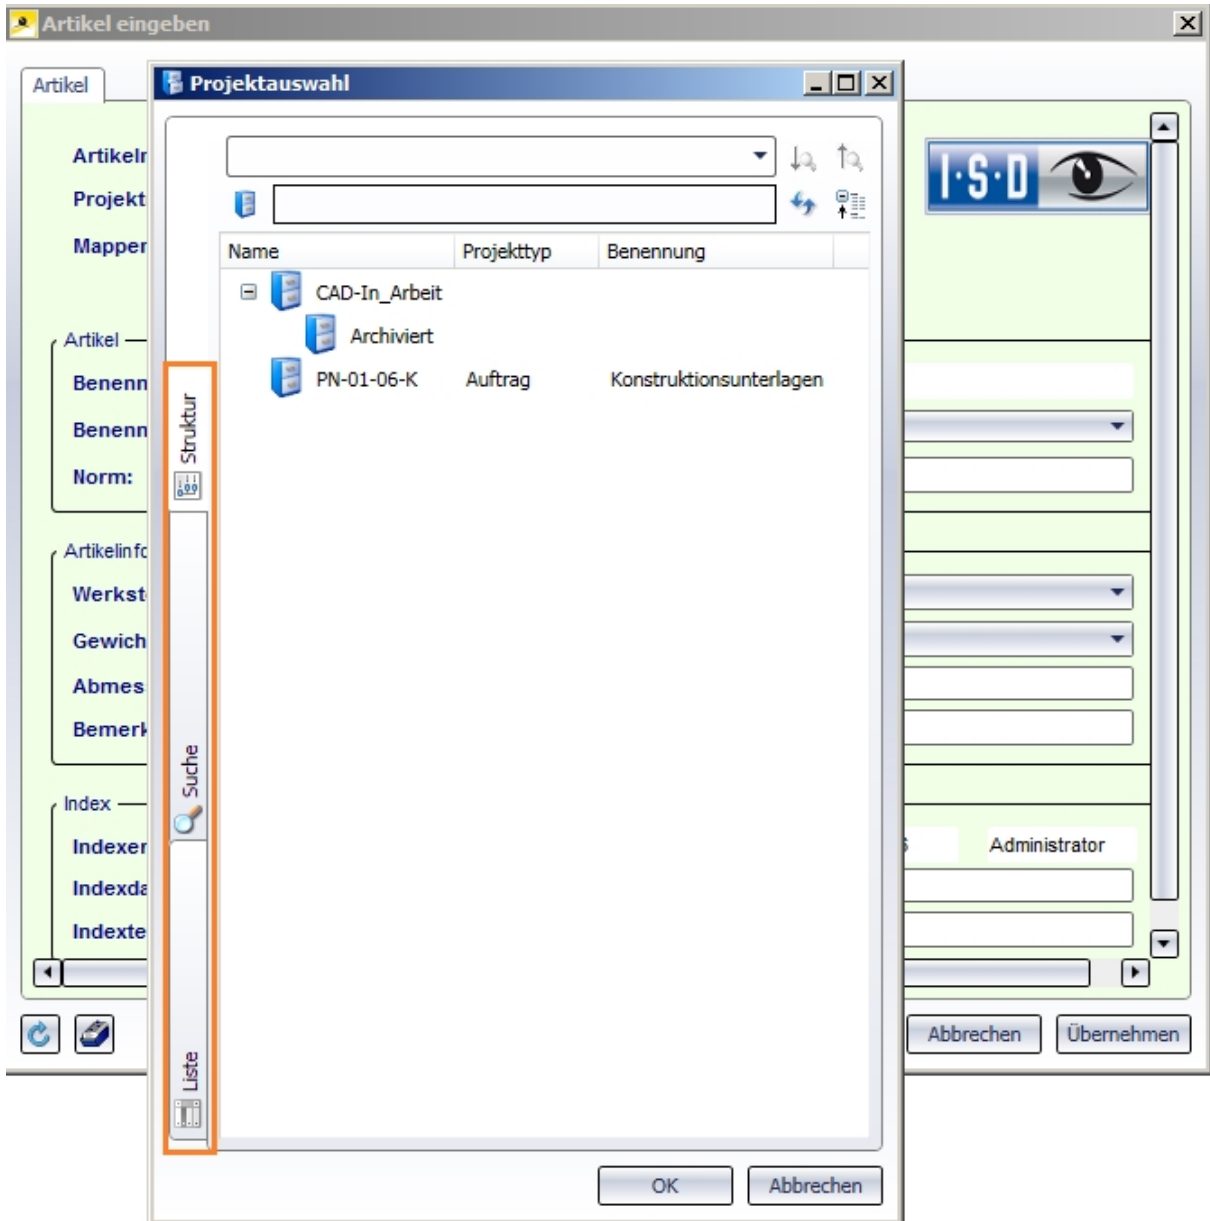 Artikel eingeben
Artikel
Projektauswahl
I·S·D
Name Projekttyp Benennung
CAD-In_Arbeit
Archiviert
PN-01-06-K Auftrag Konstruktionsunterlagen
Struktur
Suche
Liste
Artikeln
Projekt
Mappen
Artikel
Benenn
Benenn
Norm:
Artikelinfo
Werkst
Gewich
Abmes
Bemerk
Index
Indexer
Administrator
Indexda
Indexte
Abbrechen Übernehmen
OK Abbrechen